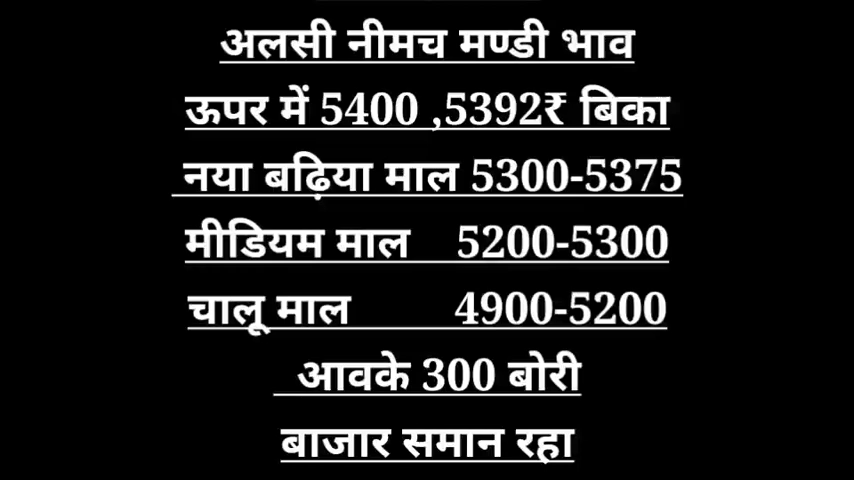 अलसी नीमच मण्डी भाव
ऊपर में 5400 ,5392₹ बिका
नया बढ़िया माल 5300-5375
मीडियम माल 5200-5300
चालू माल 4900-5200
आवके 300 बोरी
बाजार समान रहा